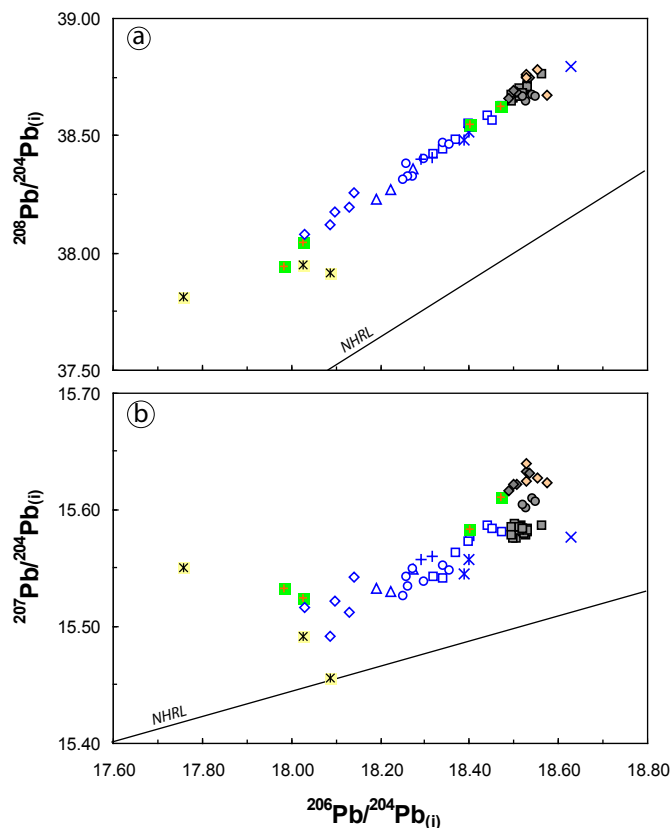 39.00
ⓐ
38.50
²⁰⁸Pb/²⁰⁴Pb(i)
38.00
NHRL
37.50
15.70
ⓑ
15.60
²⁰⁷Pb/²⁰⁴Pb(i)
15.50
NHRL
15.40
17.60 17.80 18.00 18.20 18.40 18.60 18.80
²⁰⁶Pb/²⁰⁴Pb(i)